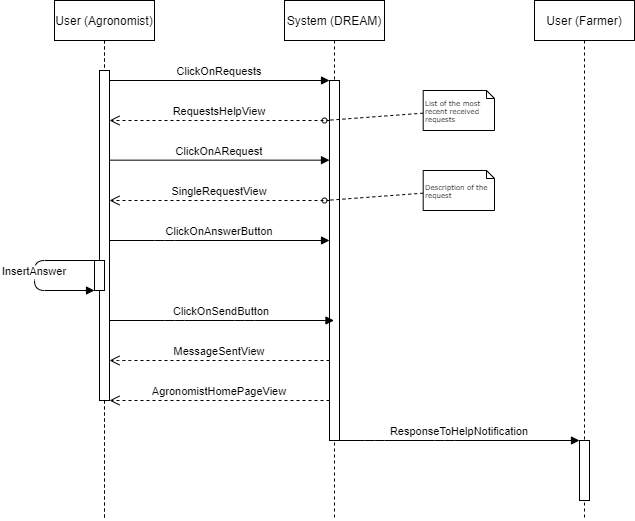 User (Agronomist)
System (DREAM)
User (Farmer)
ClickOnRequests
List of the most
recent received
requests
RequestsHelpView
ClickOnARequest
Description of the
request
SingleRequestView
ClickOnAnswerButton
InsertAnswer
ClickOnSendButton
MessageSentView
AgronomistHomePageView
ResponseToHelpNotification